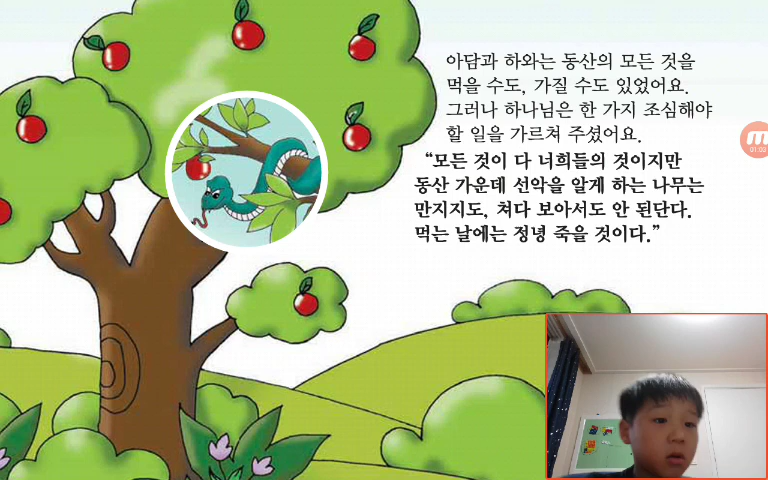 아담과 하와는 동산의 모든 것을
먹을 수도, 가질 수도 있었어요.
그러나 하나님은 한 가지 조심해야
할 일을 가르쳐 주셨어요.
“모든 것이 다 너희들의 것이지만
동산 가운데 선악을 알게 하는 나무는
만지지도, 쳐다 보아서도 안 된단다.
먹는 날에는 정녕 죽을 것이다.”
01:03